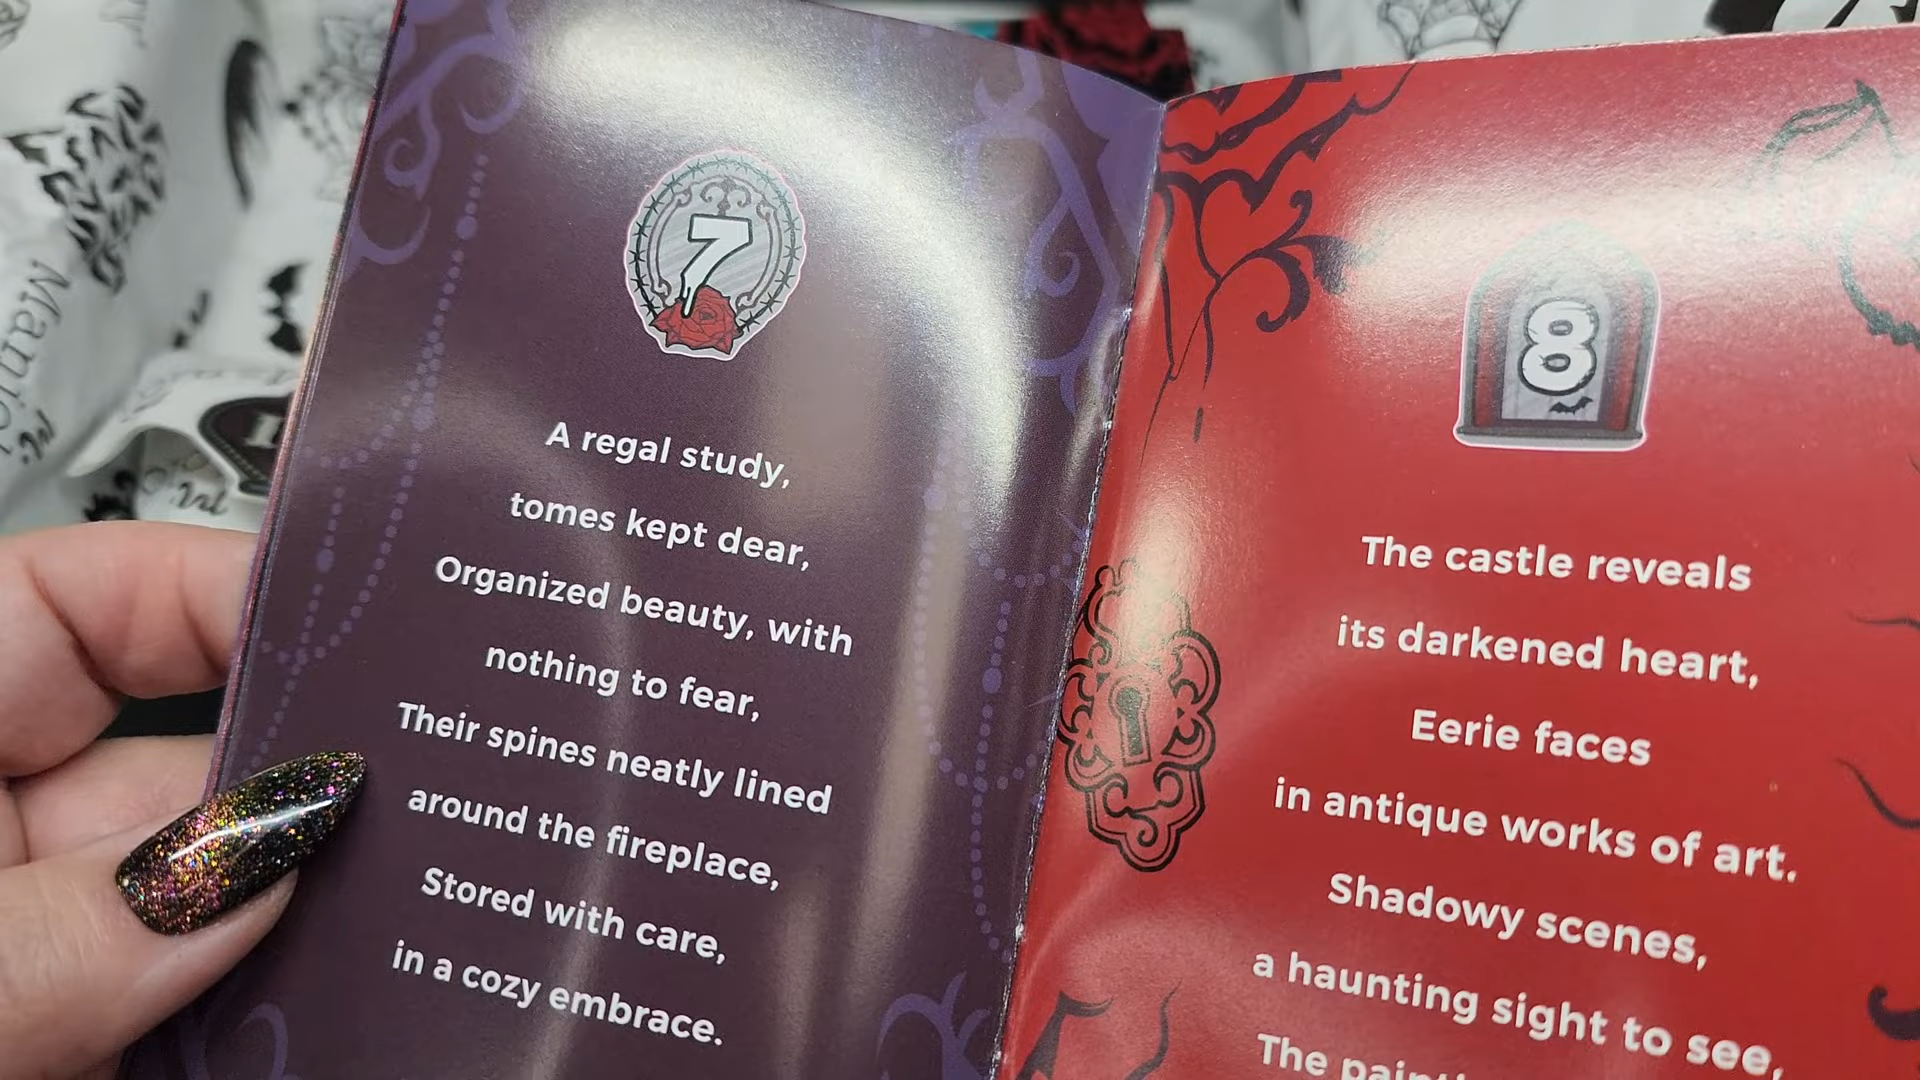 7
A regal study,
tomes kept dear,
Organized beauty, with
nothing to fear,
Their spines neatly lined
around the fireplace,
Stored with care,
in a cozy embrace.
8
The castle reveals
its darkened heart,
Eerie faces
in antique works of art.
Shadowy scenes,
a haunting sight to see,
The